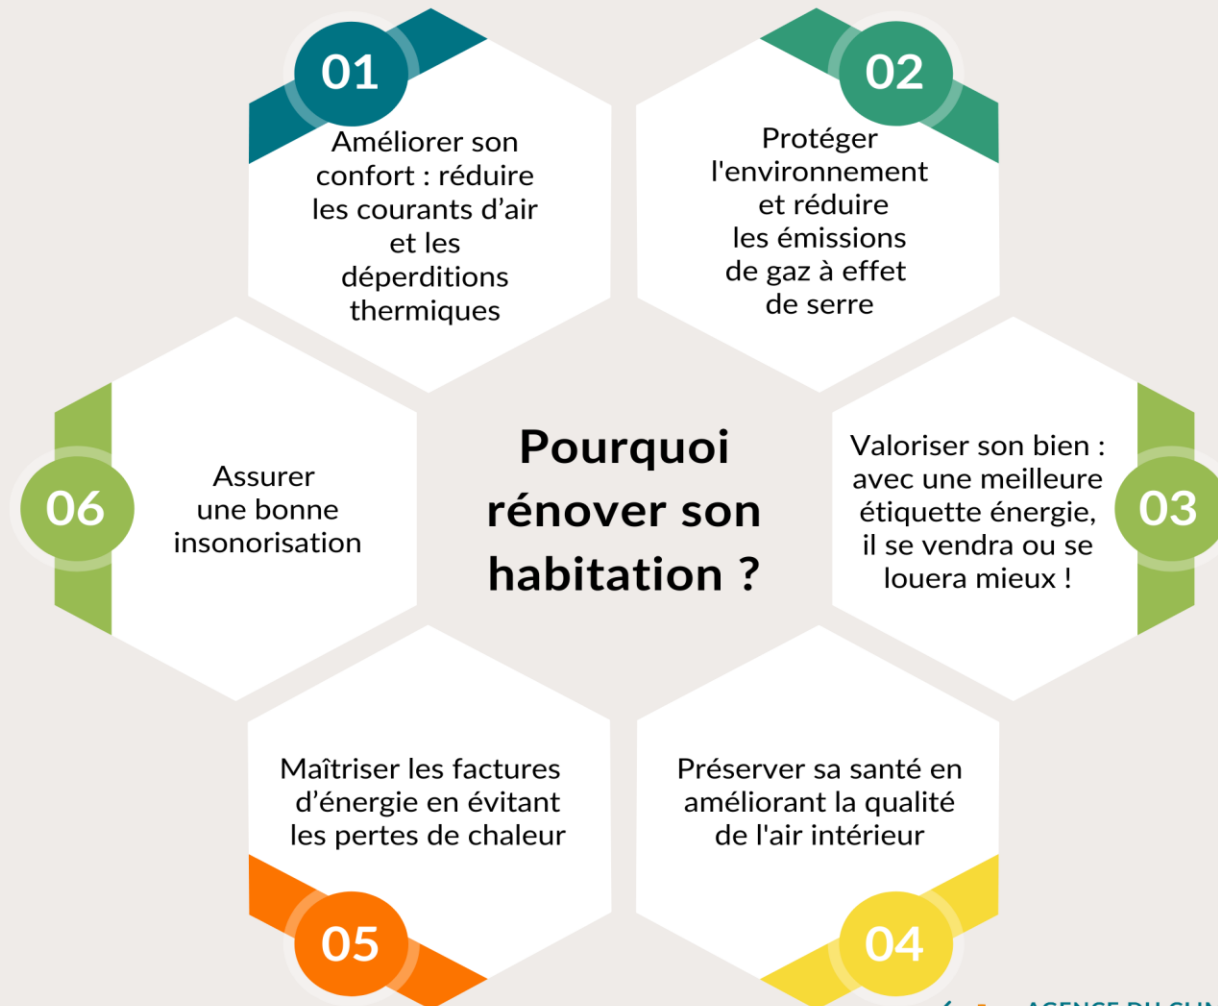 01
Améliorer son
confort : réduire
les courants d’air
et les
déperditions
thermiques
02
Protéger
l'environnement
et réduire
les émissions
de gaz à effet
de serre
Pourquoi
rénover son
habitation ?
03
Valoriser son bien :
avec une meilleure
étiquette énergie,
il se vendra ou se
louera mieux !
04
Préserver sa santé en
améliorant la qualité
de l'air intérieur
05
Maîtriser les factures
d’énergie en évitant
les pertes de chaleur
06
Assurer
une bonne
insonorisation
AGENCE DU